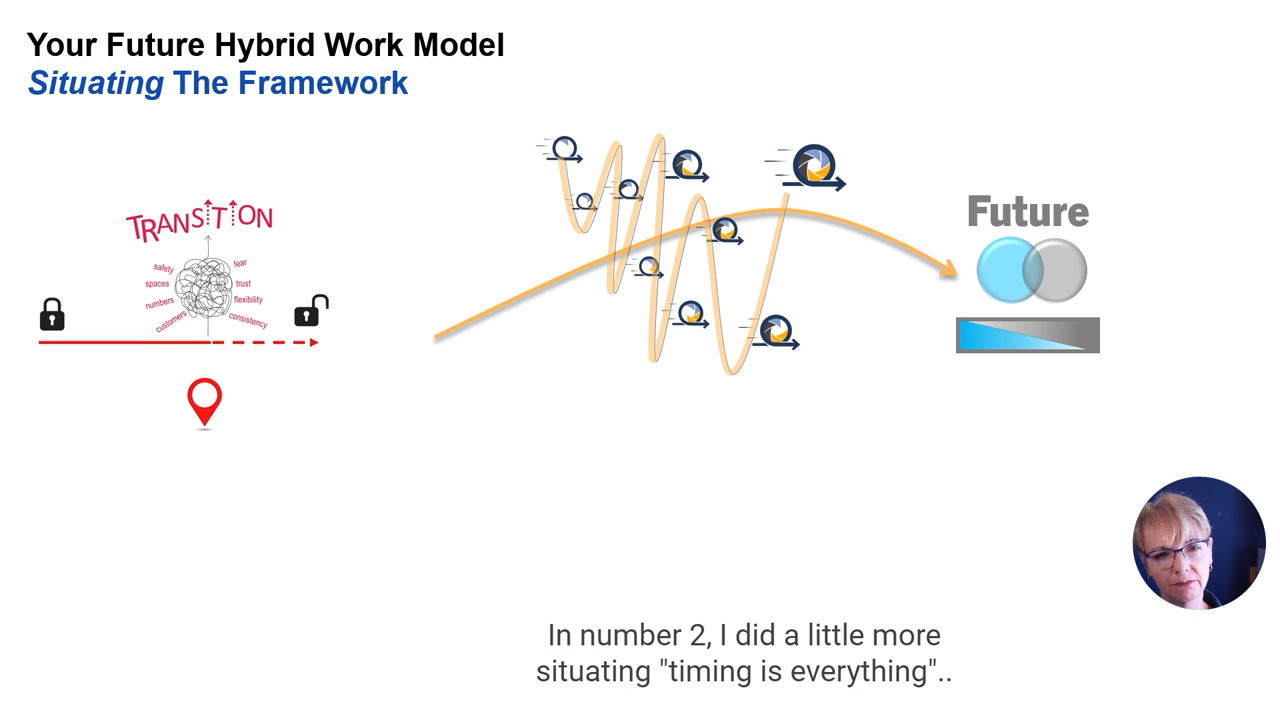 Your Future Hybrid Work Model
Situating The Framework
TRANSITION
safety
fear
spaces
trust
numbers
flexibility
customers
consistency
Future
In number 2, I did a little more
situating "timing is everything"..